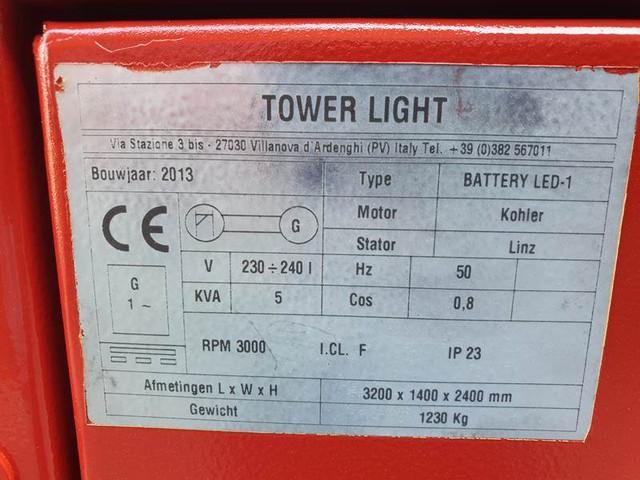 TOWER LIGHT
Via Stazione 3 bis - 27030 Villanova d'Ardenghi (PV) Italy Tel. +39 (0)382 567011
Bouwjaar: 2013 Type BATTERY LED-1
CE G Motor Kohler
Stator Linz
V 230÷240 I Hz 50
G
1 ~
KVA 5 Cos 0,8
RPM 3000 I.CL. F IP 23
Afmetingen L x W x H 3200 x 1400 x 2400 mm
Gewicht 1230 Kg